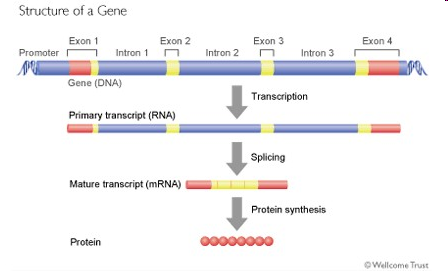 Structure of a Gene
Exon 1
Exon 2
Exon 3
Exon 4
Promoter
Intron 1
Intron 2
Intron 3
Gene (DNA)
Transcription
Primary transcript (RNA)
Splicing
Mature transcript (mRNA)
Protein synthesis
Protein
© Wellcome Trust